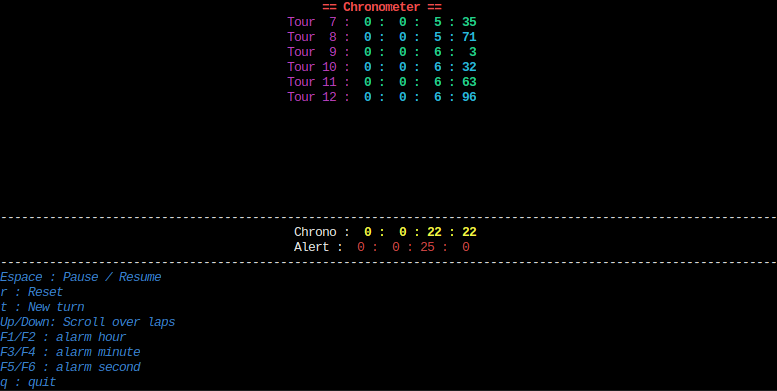 == Chronometer ==
Tour  7 :  0 :  0 :  5 : 35
Tour  8 :  0 :  0 :  5 : 71
Tour  9 :  0 :  0 :  6 :  3
Tour 10 :  0 :  0 :  6 : 32
Tour 11 :  0 :  0 :  6 : 63
Tour 12 :  0 :  0 :  6 : 96
Chrono :  0 :  0 : 22 : 22
Alert :  0 :  0 : 25 :  0
Espace : Pause / Resume
r : Reset
t : New turn
Up/Down: Scroll over laps
F1/F2 : alarm hour
F3/F4 : alarm minute
F5/F6 : alarm second
q : quit